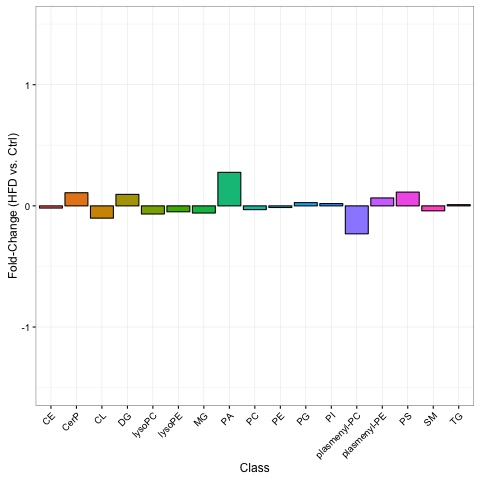 Fold-Change (HFD vs. Ctrl)
1
0
-1
CE
CerP
CL
DG
lysoPC
lysoPE
MG
PA
PC
PE
PG
PI
plasmenyl-PC
plasmenyl-PE
PS
SM
TG
Class